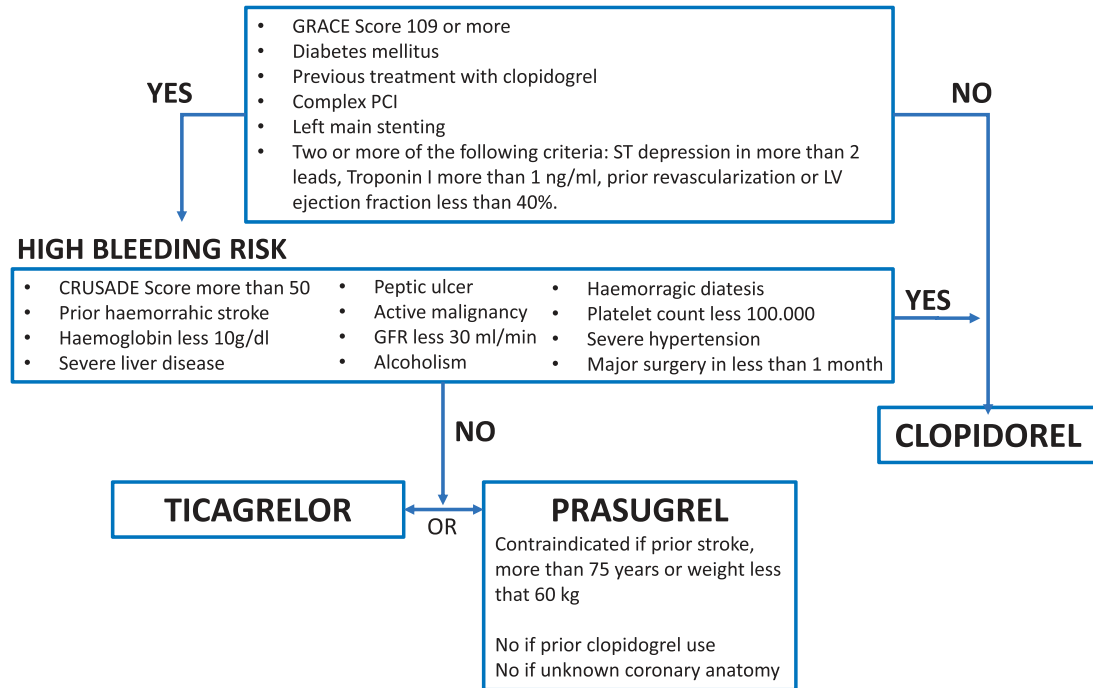 • GRACE Score 109 or more
• Diabetes mellitus
• Previous treatment with clopidogrel
• Complex PCI
• Left main stenting
• Two or more of the following criteria: ST depression in more than 2
leads, Troponin I more than 1 ng/ml, prior revascularization or LV
ejection fraction less than 40%.
YES
NO
HIGH BLEEDING RISK
• CRUSADE Score more than 50
• Prior haemorrahic stroke
• Haemoglobin less 10g/dl
• Severe liver disease
• Peptic ulcer
• Active malignancy
• GFR less 30 ml/min
• Alcoholism
• Haemorragic diatesis
• Platelet count less 100.000
• Severe hypertension
• Major surgery in less than 1 month
YES
NO
CLOPIDOREL
TICAGRELOR
OR
PRASUGREL
Contraindicated if prior stroke,
more than 75 years or weight less
that 60 kg
No if prior clopidogrel use
No if unknown coronary anatomy